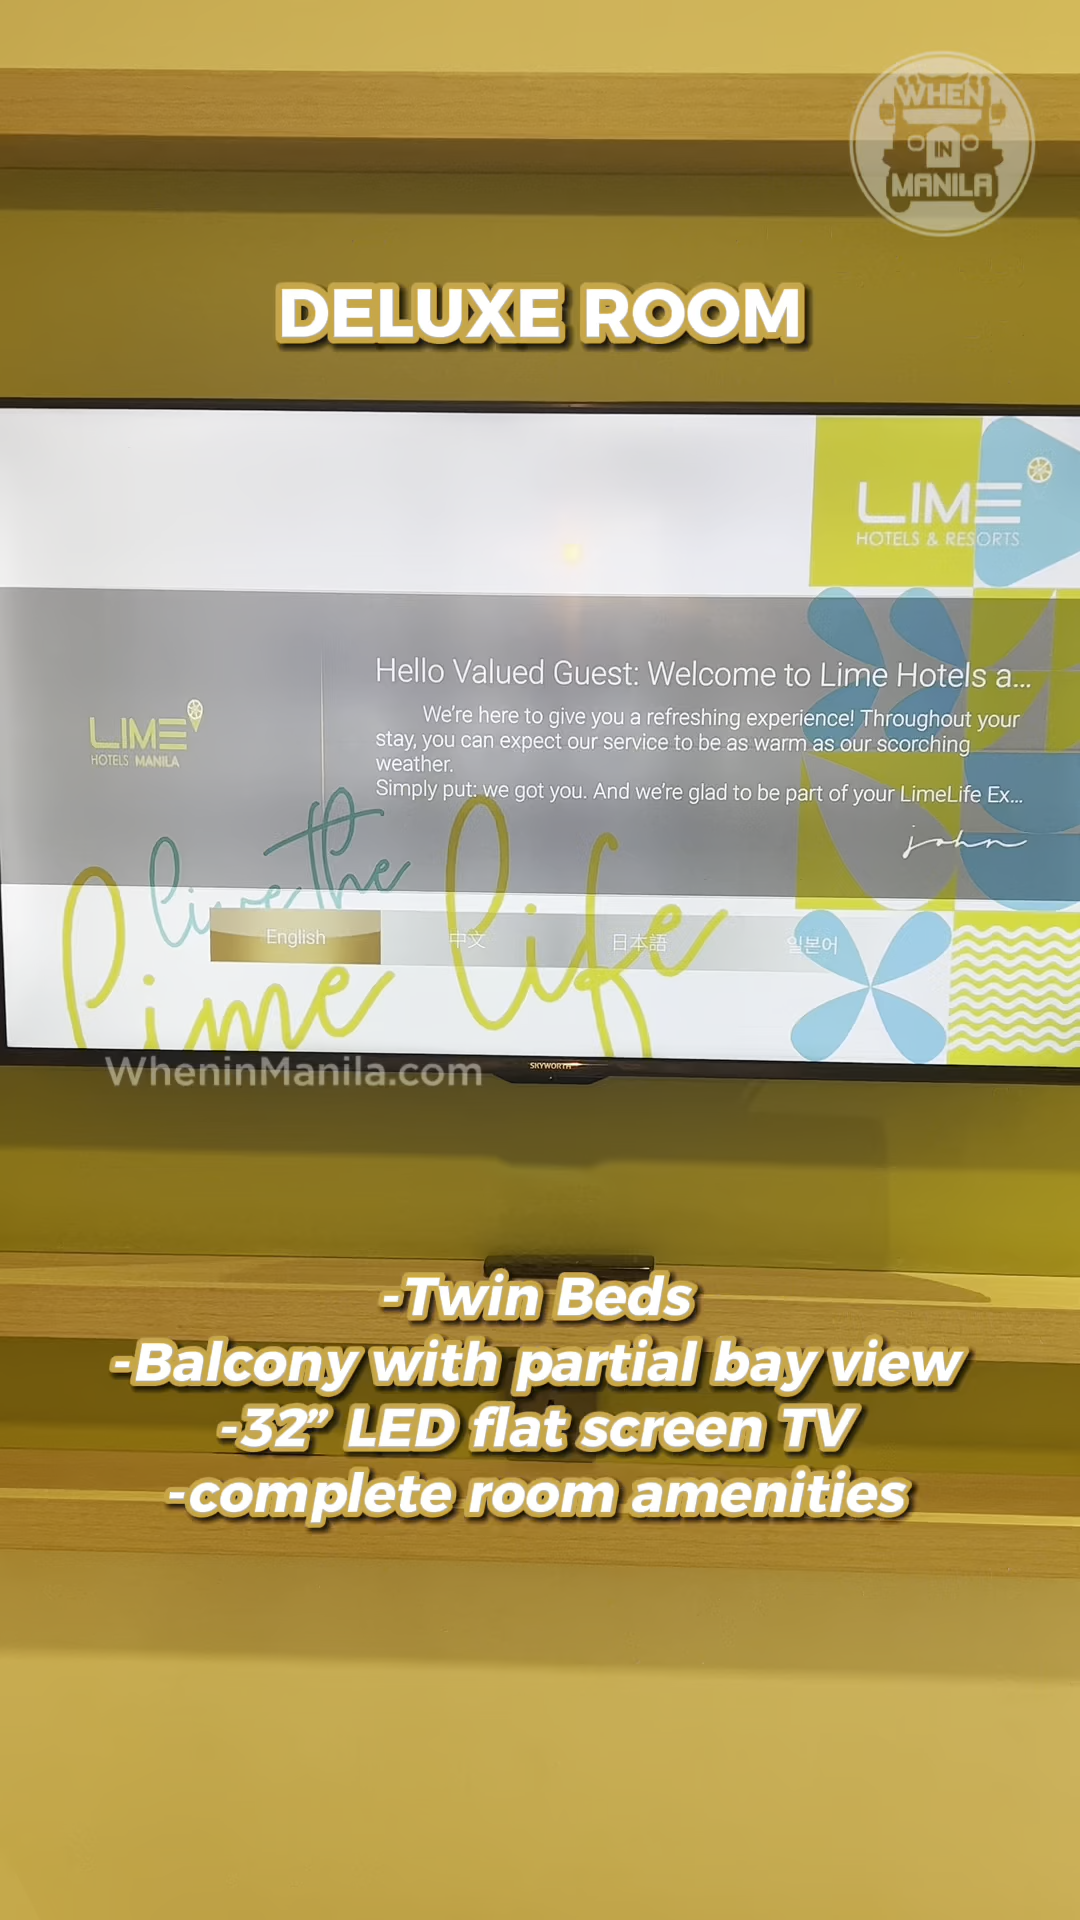 WHEN
IN
MANILA
DELUXE ROOM
LIME
HOTELS & RESORTS
Hello Valued Guest: Welcome to Lime Hotels a...
We're here to give you a refreshing experience! Throughout your
stay, you can expect our service to be as warm as our scorching
weather.
Simply put: we got you. And we're glad to be part of your LimeLife Ex...
john
LIME
HOTELS MANILA
live the
lime life
English
中文
日本語
일본어
WheninManila.com
SKYWORTH
-Twin Beds
-Balcony with partial bay view
-32” LED flat screen TV
-complete room amenities